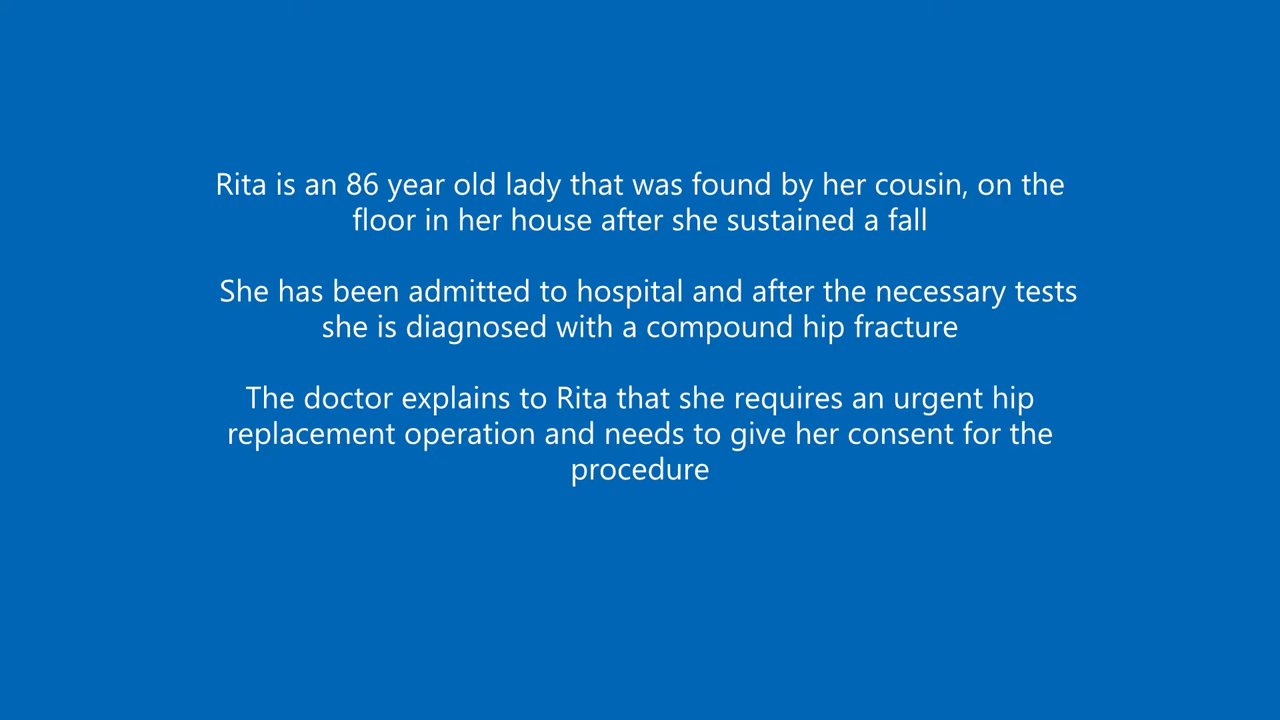 Rita is an 86 year old lady that was found by her cousin, on the
floor in her house after she sustained a fall
She has been admitted to hospital and after the necessary tests
she is diagnosed with a compound hip fracture
The doctor explains to Rita that she requires an urgent hip
replacement operation and needs to give her consent for the
procedure